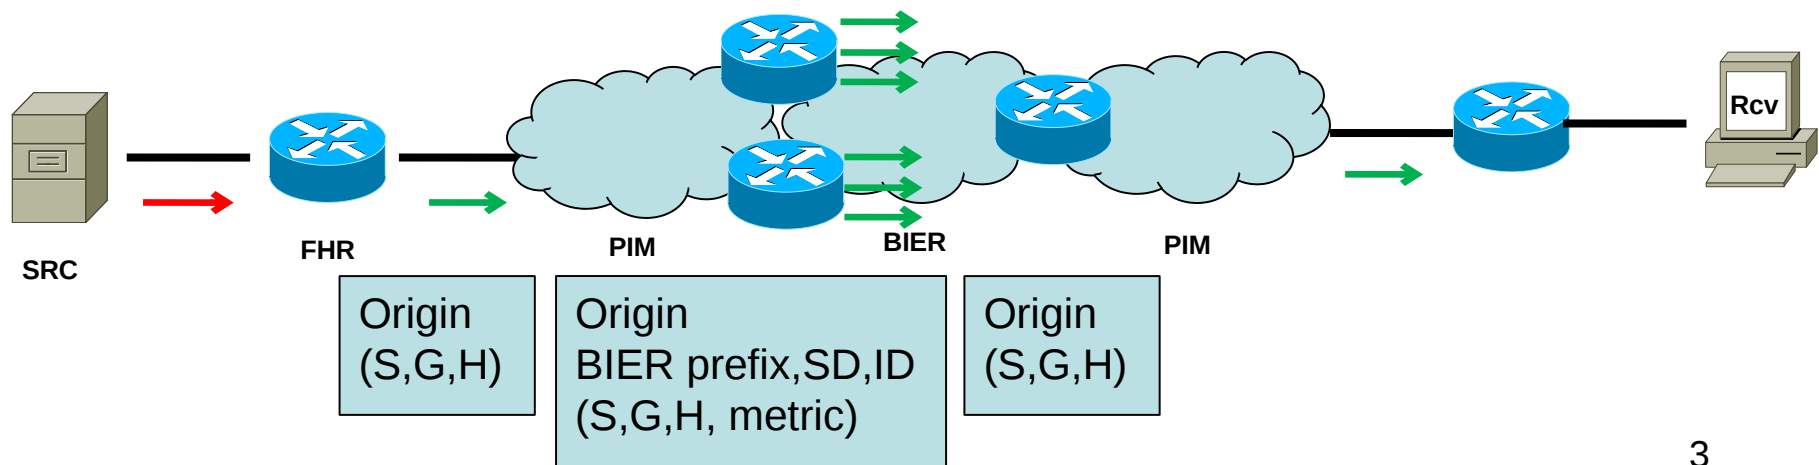 Rcv
SRC
FHR
PIM
BIER
PIM
Origin
(S,G,H)
Origin
BIER prefix,SD,ID
(S,G,H, metric)
Origin
(S,G,H)
3